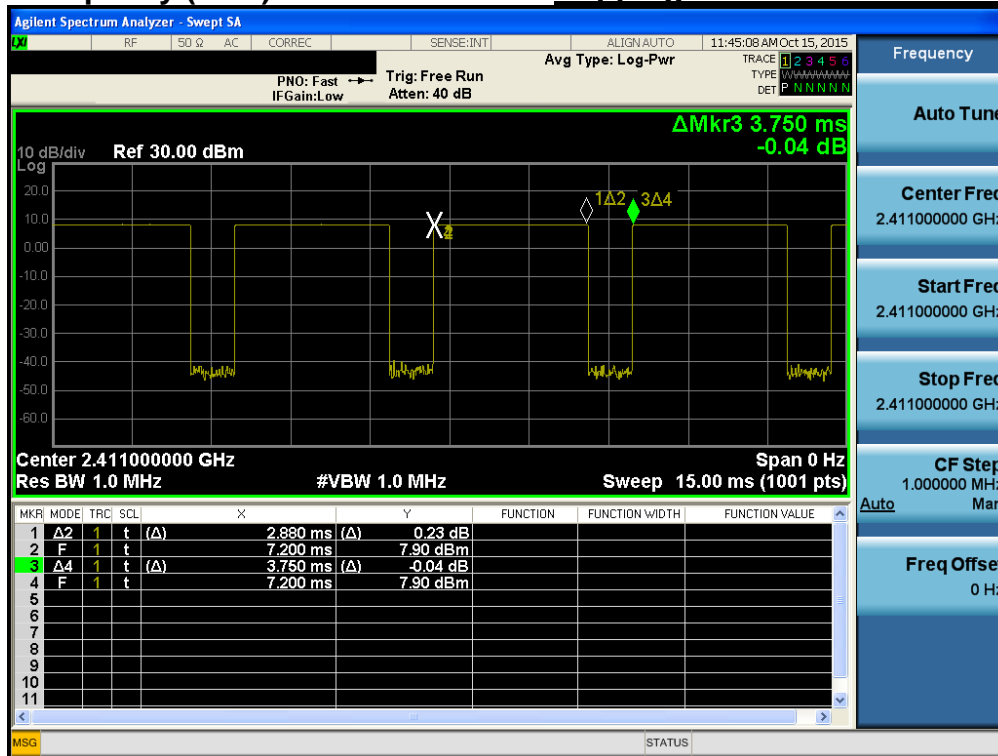 Agilent Spectrum Analyzer - Swept SA
LXI RF 50 Ω AC CORREC SENSE:INT ALIGN AUTO 11:45:08 AM Oct 15, 2015
Avg Type: Log-Pwr TRACE 1 2 3 4 5 6
PNO: Fast Trig: Free Run TYPE
IFGain:Low Atten: 40 dB DET P N N N N N
ΔMkr3 3.750 ms
-0.04 dB
10 dB/div Ref 30.00 dBm
Log
20.0
10.0
0.00
-10.0
-20.0
-30.0
-40.0
-50.0
-60.0
X2
1Δ2 3Δ4
Center 2.411000000 GHz Span 0 Hz
Res BW 1.0 MHz #VBW 1.0 MHz Sweep 15.00 ms (1001 pts)
MKR MODE TRC SCL X Y FUNCTION FUNCTION WIDTH FUNCTION VALUE
1 Δ2 1 t (Δ) 2.880 ms (Δ) 0.23 dB
2 F 1 t 7.200 ms 7.90 dBm
3 Δ4 1 t (Δ) 3.750 ms (Δ) -0.04 dB
4 F 1 t 7.200 ms 7.90 dBm
5
6
7
8
9
10
11
MSG STATUS
Frequency
Auto Tune
Center Freq
2.411000000 GHz
Start Freq
2.411000000 GHz
Stop Freq
2.411000000 GHz
CF Step
1.000000 MHz
Auto Man
Freq Offset
0 Hz